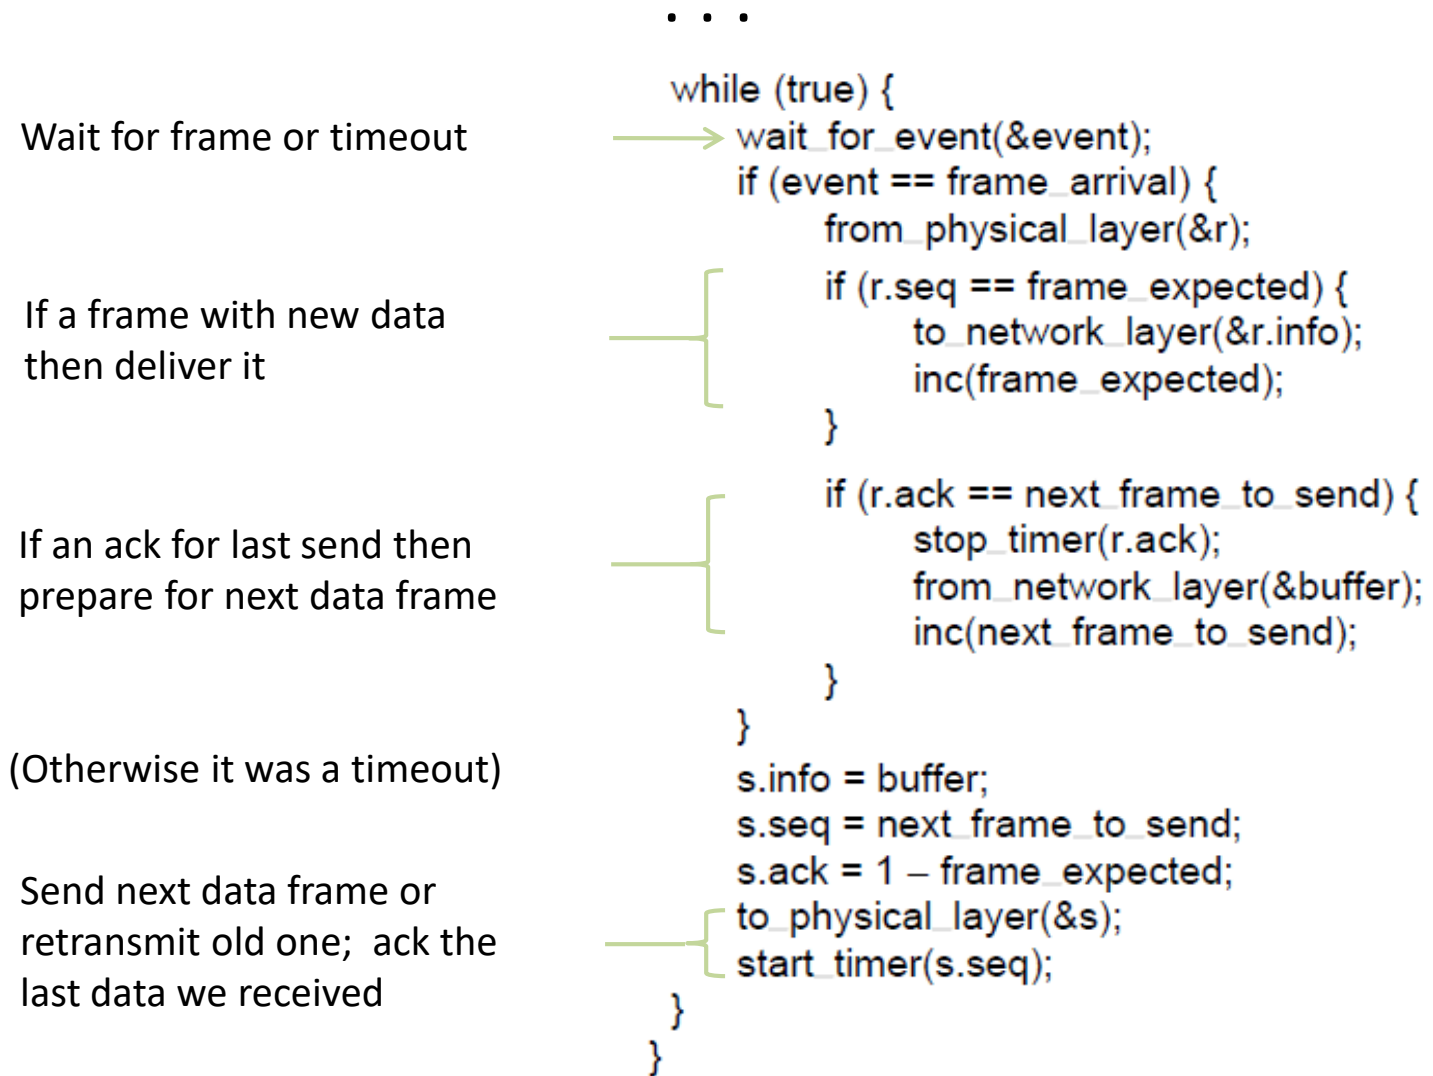 . . .
while (true) {
Wait for frame or timeout
wait_for_event(&event);
if (event == frame_arrival) {
from_physical_layer(&r);
If a frame with new data
then deliver it
if (r.seq == frame_expected) {
to_network_layer(&r.info);
inc(frame_expected);
}
If an ack for last send then
prepare for next data frame
if (r.ack == next_frame_to_send) {
stop_timer(r.ack);
from_network_layer(&buffer);
inc(next_frame_to_send);
}
}
(Otherwise it was a timeout)
s.info = buffer;
s.seq = next_frame_to_send;
s.ack = 1 – frame_expected;
Send next data frame or
retransmit old one;  ack the
last data we received
to_physical_layer(&s);
start_timer(s.seq);
}
}